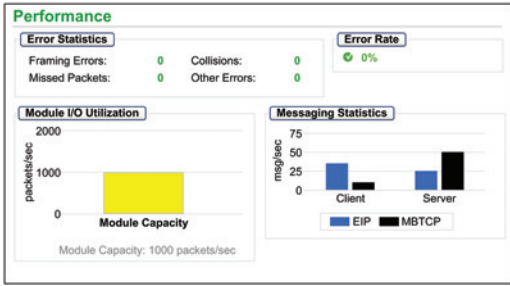 Performance
Error Statistics
Framing Errors: 0 Collisions: 0
Missed Packets: 0 Other Errors: 0
Error Rate
0%
Module I/O Utilization
packets/sec
2000
1000
0
Module Capacity
Module Capacity: 1000 packets/sec
Messaging Statistics
msg/sec
75
50
25
0
Client Server
EIP MBTCP